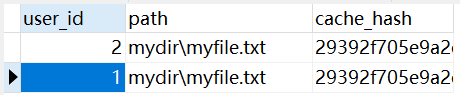 user_id path cache_hash
2 mydir\myfile.txt 29392f705e9a2
1 mydir\myfile.txt 29392f705e9a2